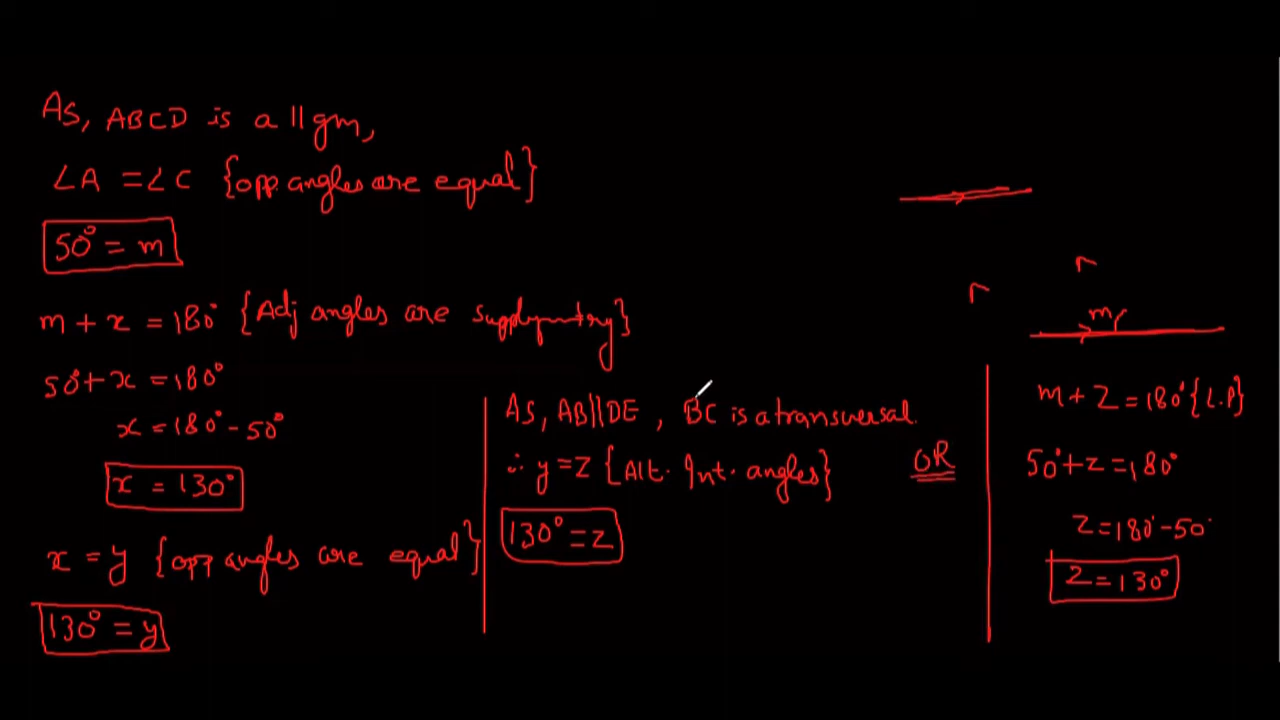 As, ABCD is a ||gm,
∠A = ∠C {opp angles are equal}
50° = m
m + x = 180° {Adj angles are supplymntry}
50° + x = 180°
x = 180° - 50°
x = 130°
x = y {opp angles are equal}
130° = y
As, AB||DE, BC is a transversal.
∴ y = z {Alt. Int. angles}
130° = z
OR
m
m + z = 180° {L.P}
50° + z = 180°
z = 180° - 50°
z = 130°